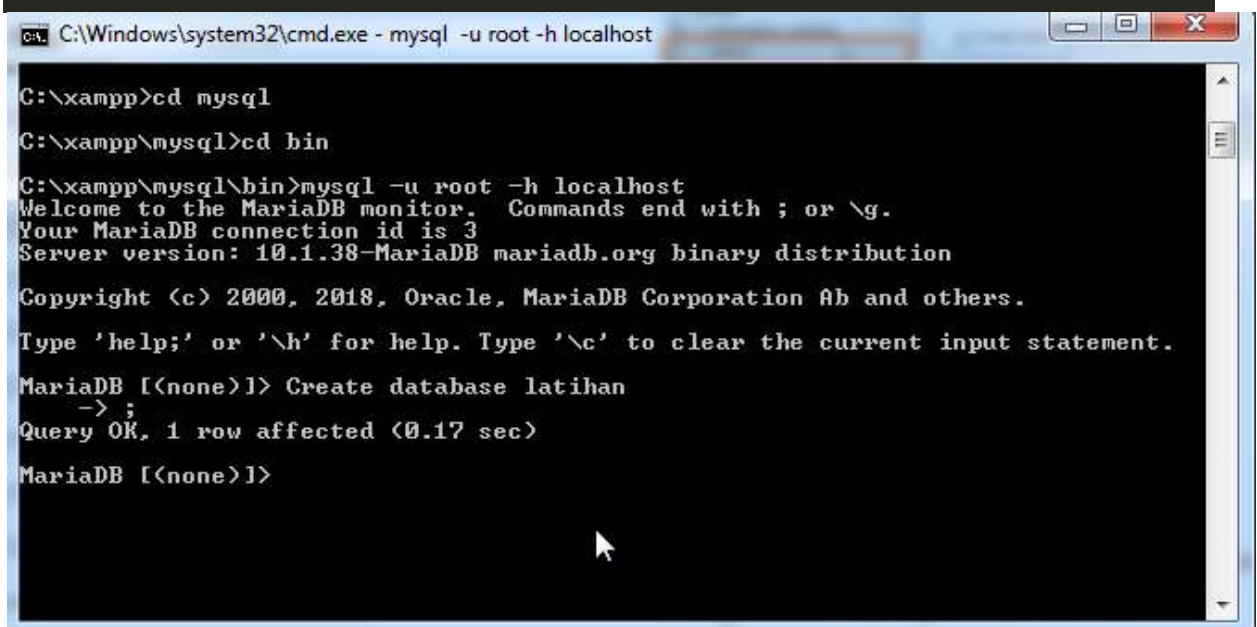 C:\Windows\system32\cmd.exe - mysql -u root -h localhost
C:\xampp>cd mysql
C:\xampp\mysql>cd bin
C:\xampp\mysql\bin>mysql -u root -h localhost
Welcome to the MariaDB monitor.  Commands end with ; or \g.
Your MariaDB connection id is 3
Server version: 10.1.38-MariaDB mariadb.org binary distribution
Copyright (c) 2000, 2018, Oracle, MariaDB Corporation Ab and others.
Type 'help;' or '\h' for help. Type '\c' to clear the current input statement.
MariaDB [(none)]> Create database latihan
    -> ;
Query OK, 1 row affected (0.17 sec)
MariaDB [(none)]>